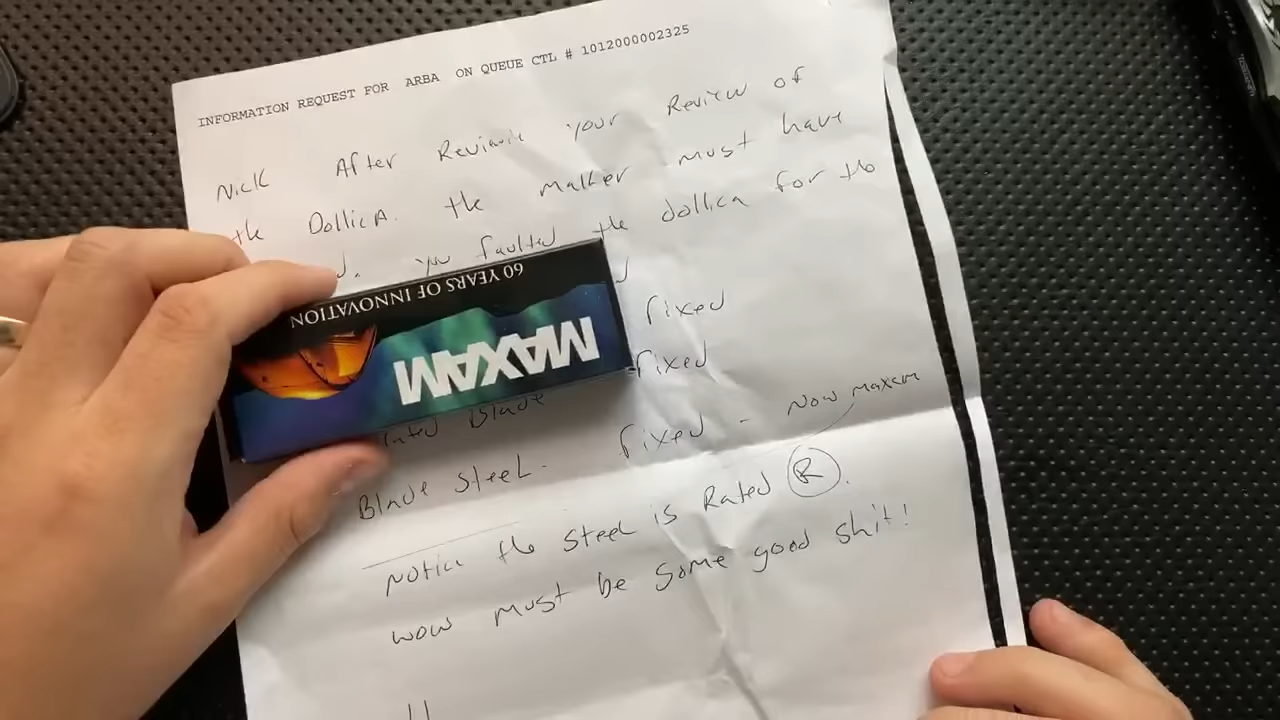 INFORMATION REQUEST FOR ARBA ON QUEUE CTL # 1012000002325
Nick After your Review of
the DollicA. the malker must have
You faulted the dollica for the
60 YEARS OF INNOVATION
MAXAM
fixed
fixed
Blade
Blade Steel. fixed - Now maxam
notice the steel is Rated R.
wow must be some good shit!